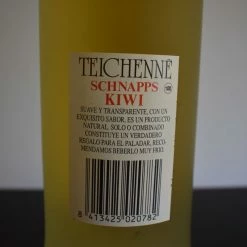 TEICHENNÉ
SCHNAPPS
KIWI
SUAVE Y TRANSPARENTE, CON UN
EXQUISITO SABOR, ES UN PRODUCTO
NATURAL. SOLO O COMBINADO
CONSTITUYE UN VERDADERO
REGALO PARA EL PALADAR, RECO-
MENDAMOS BEBERLO MUY FRIO.
8 413425 020782